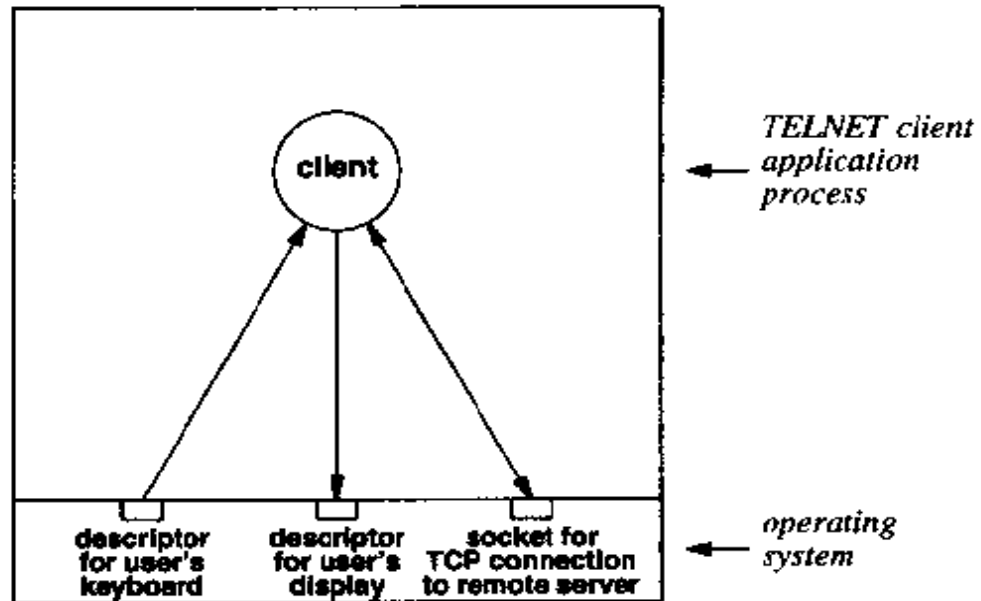 client
TELNET client
application
process
descriptor
for user's
keyboard
descriptor
for user's
display
socket for
TCP connection
to remote server
operating
system